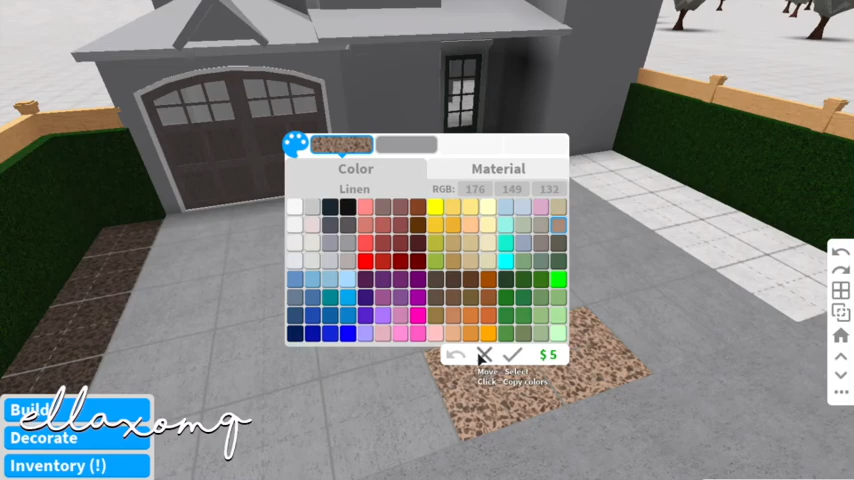 Color
Material
Linen
RGB: 176 149 132
$ 5
Move - Select
Click - Copy colors
Build
ellaxomg
Decorate
Inventory (!)